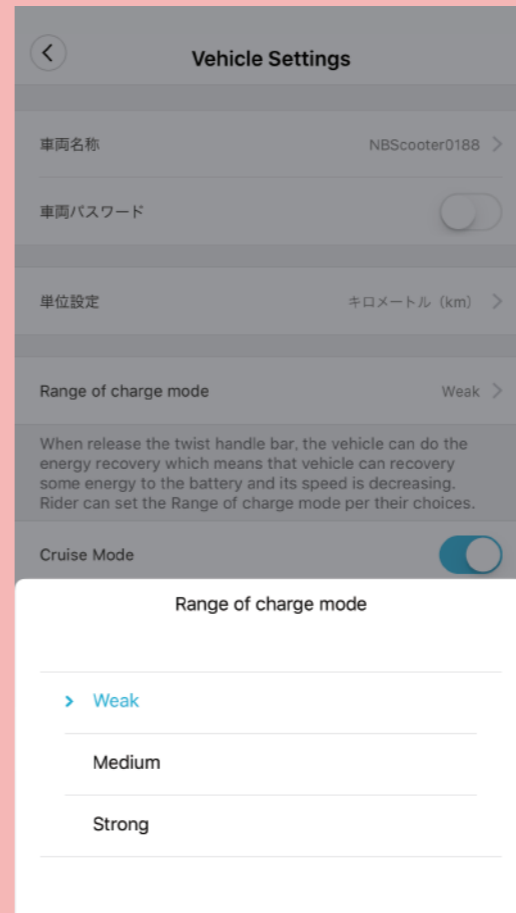 Vehicle Settings
車両名称
NBScooter0188
車両パスワード
単位設定
キロメートル（km）
Range of charge mode
Weak
When release the twist handle bar, the vehicle can do the
energy recovery which means that vehicle can recovery
some energy to the battery and its speed is decreasing.
Rider can set the Range of charge mode per their choices.
Cruise Mode
Range of charge mode
Weak
Medium
Strong